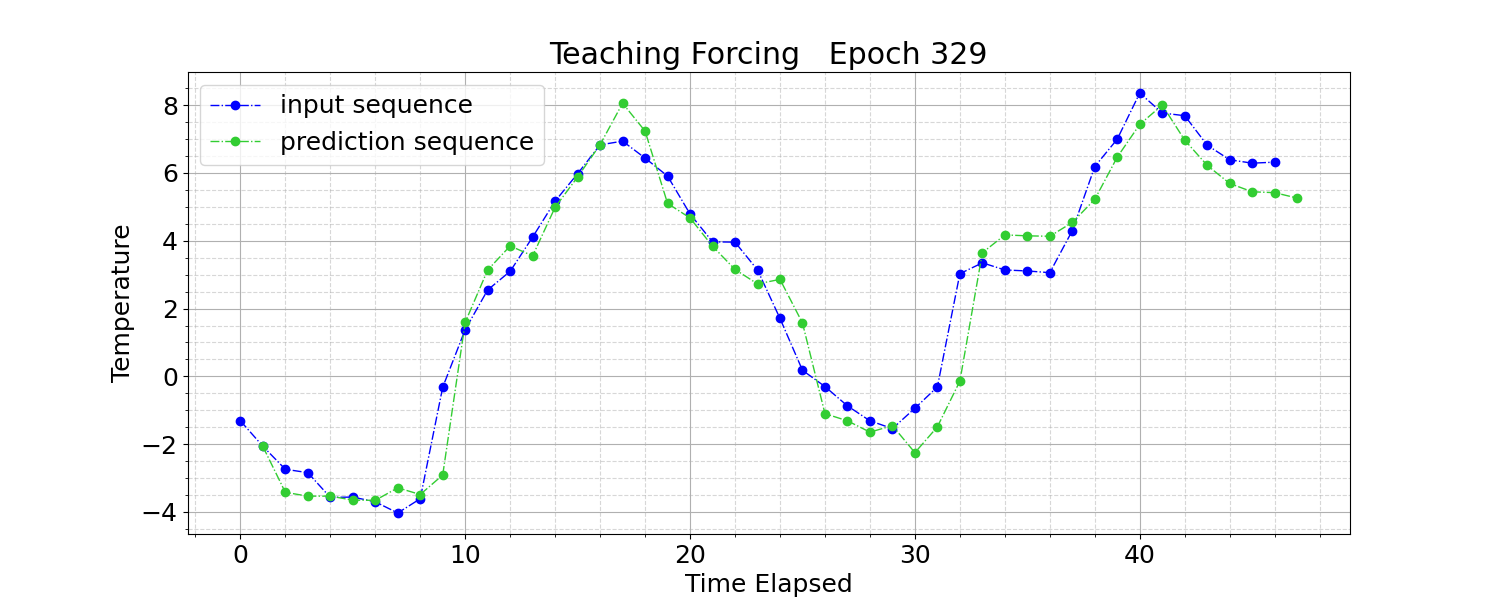 Teaching Forcing   Epoch 329
input sequence
prediction sequence
8
6
4
2
0
−2
−4
Temperature
0 10 20 30 40
Time Elapsed